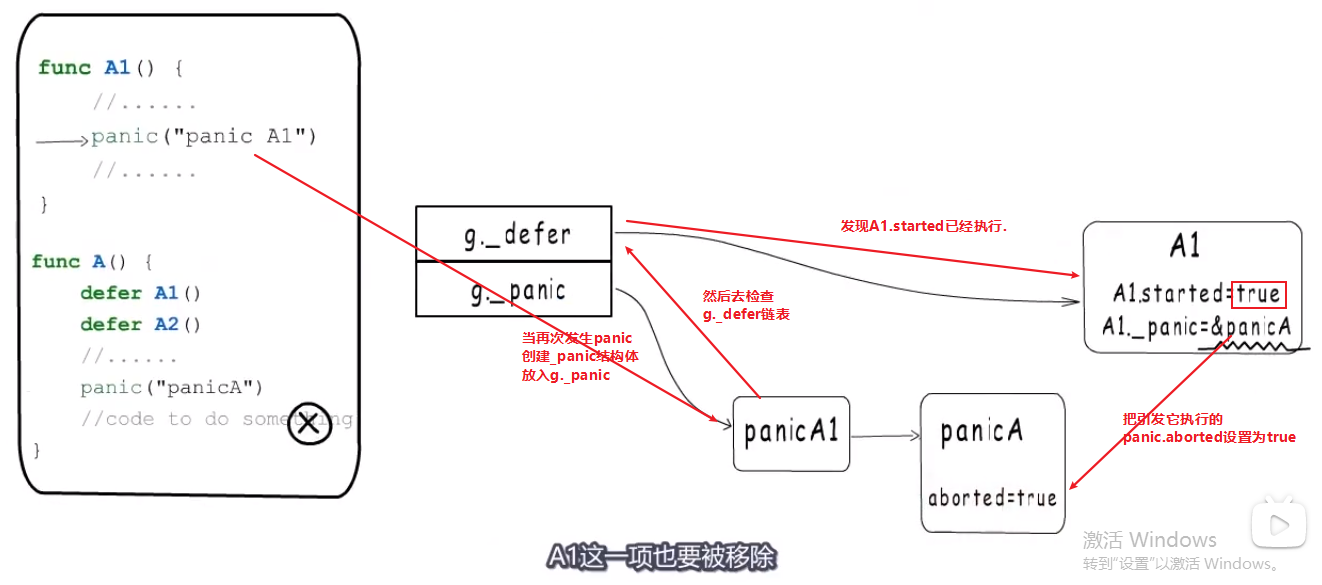 func A1() {
//......
panic("panic A1")
//......
}
func A() {
defer A1()
defer A2()
//......
panic("panicA")
//code to do something
}
g._defer
g._panic
发现A1.started已经执行.
然后去检查
g._defer链表
当再次发生panic
创建_panic结构体
放入g._panic
A1
A1.started=true
A1._panic=&panicA
panicA1
panicA
aborted=true
把引发它执行的
panic.aborted设置为true
A1这一项也要被移除
激活 Windows
转到"设置"以激活 Windows。